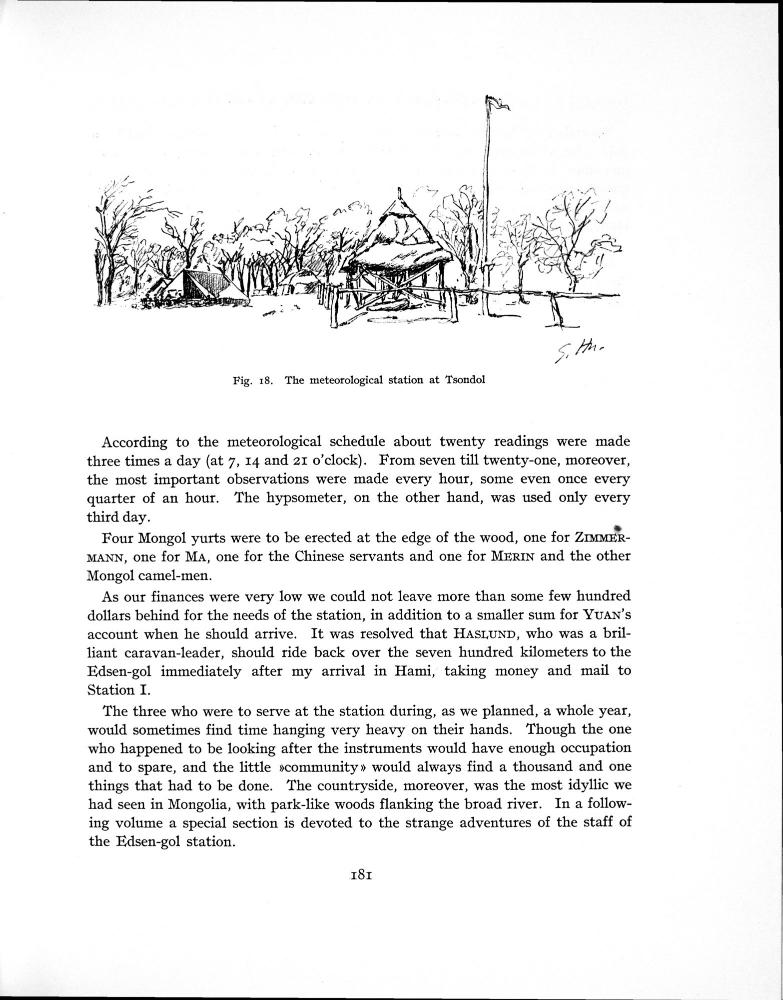 S. Hn.
Fig. 18. The meteorological station at Tsondol
According to the meteorological schedule about twenty readings were made
three times a day (at 7, 14 and 21 o'clock). From seven till twenty-one, moreover,
the most important observations were made every hour, some even once every
quarter of an hour. The hypsometer, on the other hand, was used only every
third day.
Four Mongol yurts were to be erected at the edge of the wood, one for ZIMMER-
MANN, one for MA, one for the Chinese servants and one for MERIN and the other
Mongol camel-men.
As our finances were very low we could not leave more than some few hundred
dollars behind for the needs of the station, in addition to a smaller sum for YUAN's
account when he should arrive. It was resolved that HASLUND, who was a bril-
liant caravan-leader, should ride back over the seven hundred kilometers to the
Edsen-gol immediately after my arrival in Hami, taking money and mail to
Station I.
The three who were to serve at the station during, as we planned, a whole year,
would sometimes find time hanging very heavy on their hands. Though the one
who happened to be looking after the instruments would have enough occupation
and to spare, and the little »community» would always find a thousand and one
things that had to be done. The countryside, moreover, was the most idyllic we
had seen in Mongolia, with park-like woods flanking the broad river. In a follow-
ing volume a special section is devoted to the strange adventures of the staff of
the Edsen-gol station.
181